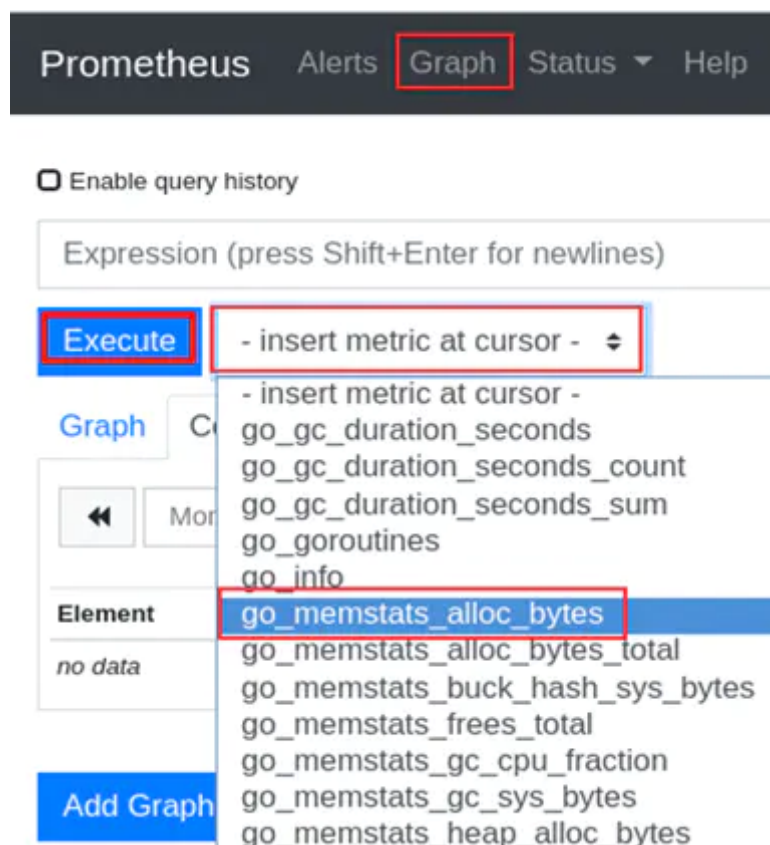 Prometheus Alerts Graph Status Help
Enable query history
Expression (press Shift+Enter for newlines)
Execute - insert metric at cursor -
- insert metric at cursor -
go_gc_duration_seconds
go_gc_duration_seconds_count
go_gc_duration_seconds_sum
go_goroutines
go_info
go_memstats_alloc_bytes
go_memstats_alloc_bytes_total
go_memstats_buck_hash_sys_bytes
go_memstats_frees_total
go_memstats_gc_cpu_fraction
go_memstats_gc_sys_bytes
go_memstats_heap_alloc_bytes
Graph
Element
no data
Add Graph